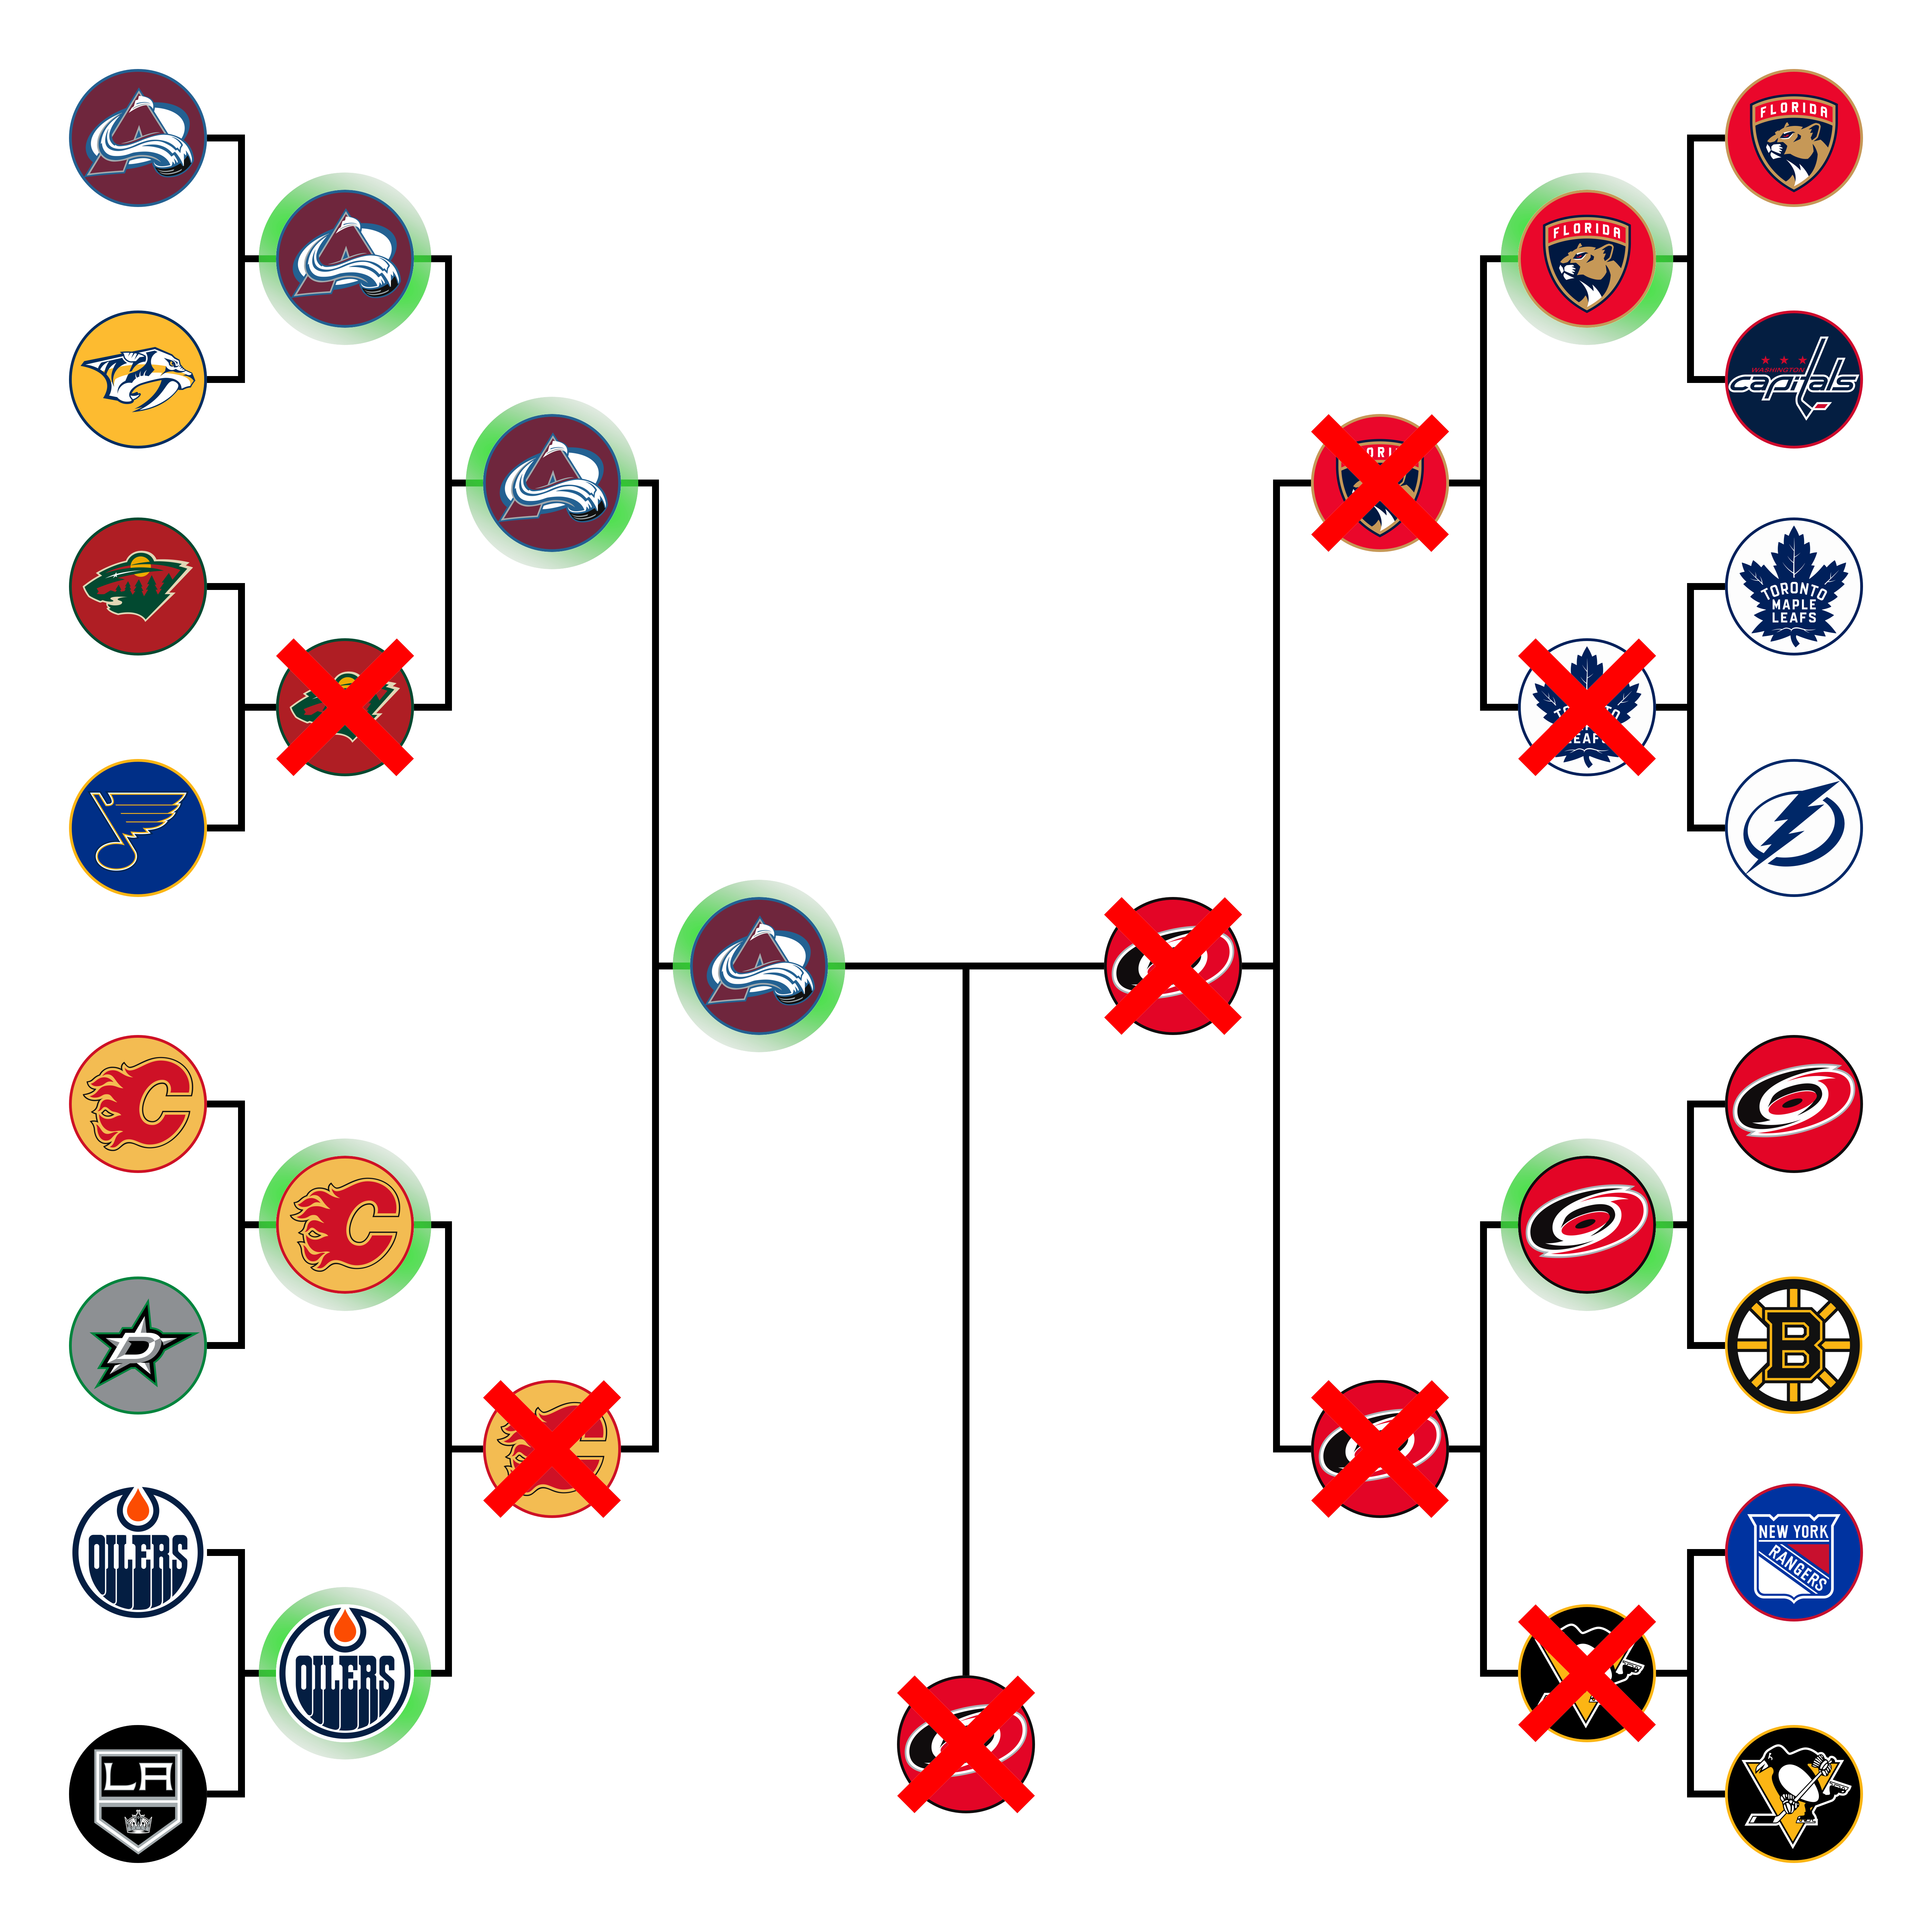 A
FLORIDA
A
FLORIDA
WASHINGTON
capitals
A
TORONTO
MAPLE
LEAFS
A
C
C
D
B
OILERS
NEW YORK
RANGERS
OILERS
LA